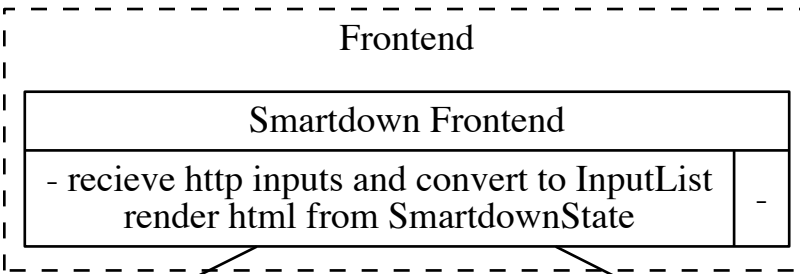 Frontend
Smartdown Frontend
- recieve http inputs and convert to InputList
render html from SmartdownState
-